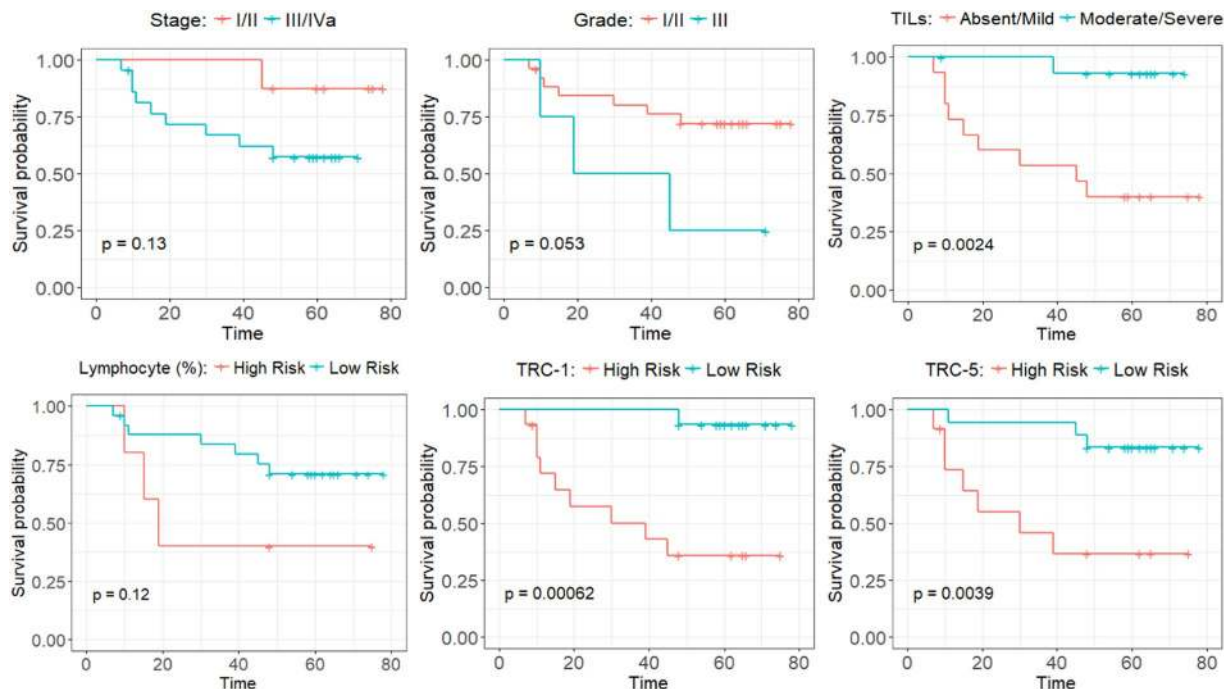 Stage: I/II III/IVa
Survival probability
1.00
0.75
0.50
0.25
0.00
p = 0.13
0 20 40 60 80
Time
Grade: I/II III
Survival probability
1.00
0.75
0.50
0.25
0.00
p = 0.053
0 20 40 60 80
Time
TILs: Absent/Mild Moderate/Severe
Survival probability
1.00
0.75
0.50
0.25
0.00
p = 0.0024
0 20 40 60 80
Time
Lymphocyte (%): High Risk Low Risk
Survival probability
1.00
0.75
0.50
0.25
0.00
p = 0.12
0 20 40 60 80
Time
TRC-1: High Risk Low Risk
Survival probability
1.00
0.75
0.50
0.25
0.00
p = 0.00062
0 20 40 60 80
Time
TRC-5: High Risk Low Risk
Survival probability
1.00
0.75
0.50
0.25
0.00
p = 0.0039
0 20 40 60 80
Time